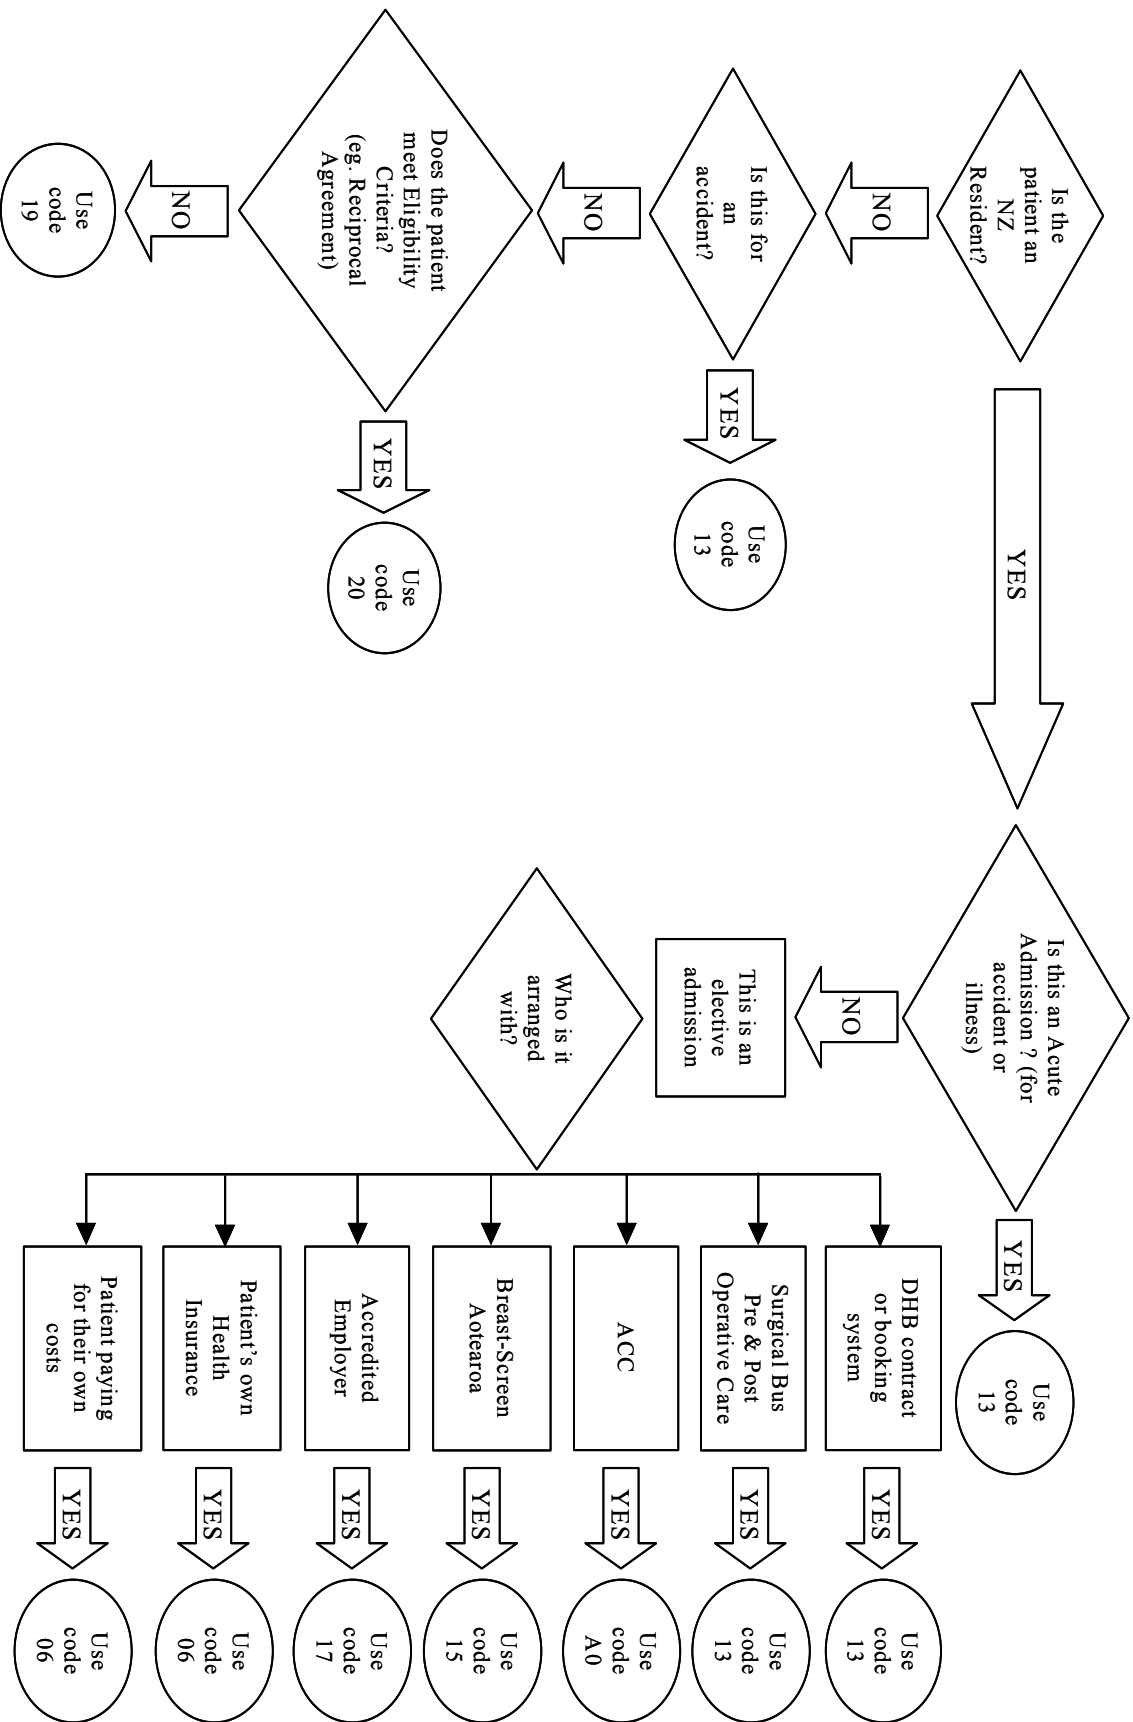 Is the
patient an
NZ
Resident?
YES
Is this an Acute
Admission ? (for
accident or
illness)
YES
Use
code
13
NO
NO
This is an
elective
admission
Is this for
an
accident?
YES
Use
code
13
NO
Does the patient
meet Eligibility
Criteria?
(eg. Reciprocal
Agreement)
YES
Use
code
20
NO
Use
code
19
Who is it
arranged
with?
DHB contract
or booking
system
YES
Use
code
13
Surgical Bus
Pre & Post
Operative Care
YES
Use
code
13
ACC
YES
Use
code
A0
Breast-Screen
Aotearoa
YES
Use
code
15
Accredited
Employer
YES
Use
code
17
Patient's own
Health
Insurance
YES
Use
code
06
Patient paying
for their own
costs
YES
Use
code
06